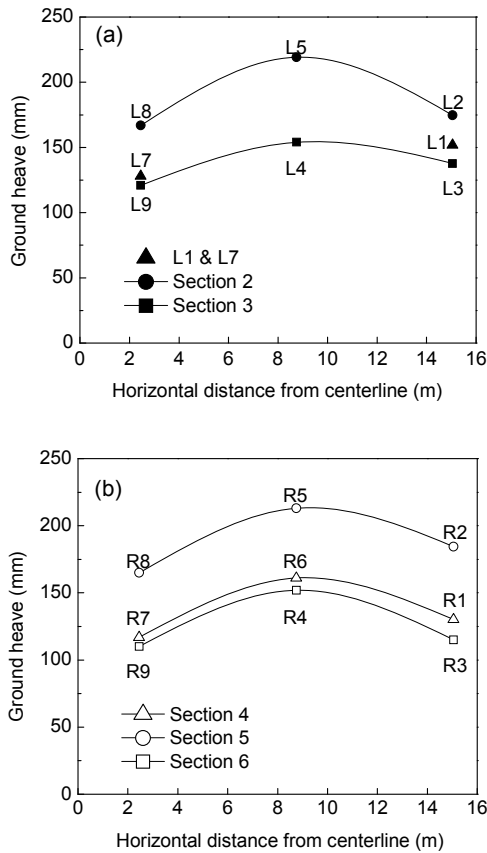 (a)
Ground heave (mm)
250
200
150
100
50
0
L8
L5
L2
L7
L1
L9
L4
L3
L1 & L7
Section 2
Section 3
0 2 4 6 8 10 12 14 16
Horizontal distance from centerline (m)
(b)
Ground heave (mm)
250
200
150
100
50
0
R8
R5
R2
R7
R6
R1
R9
R4
R3
Section 4
Section 5
Section 6
0 2 4 6 8 10 12 14 16
Horizontal distance from centerline (m)